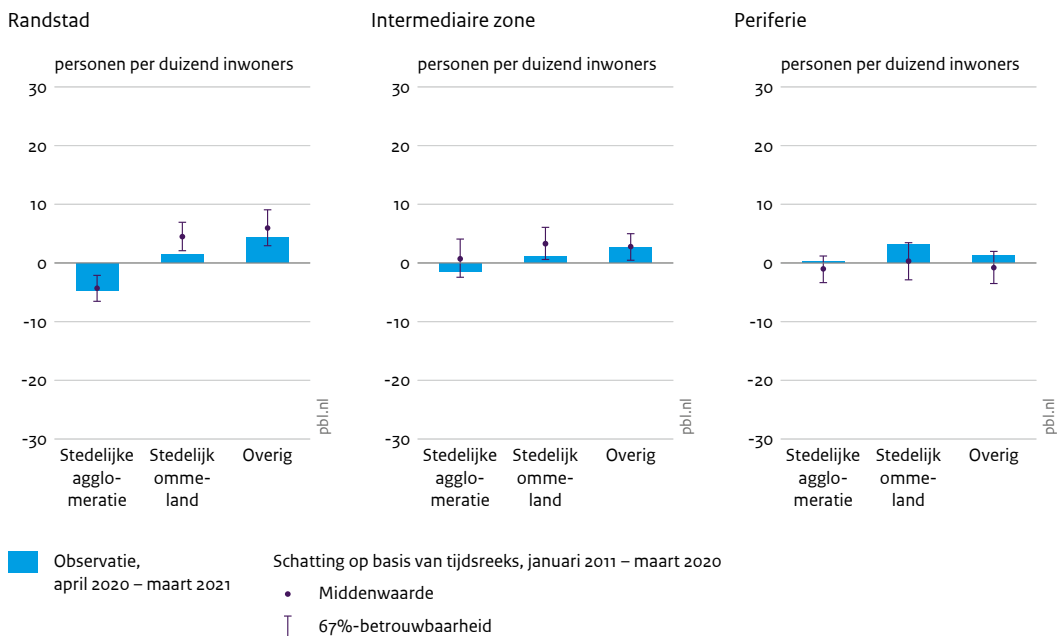 Randstad
personen per duizend inwoners
30
20
10
0
-10
-20
-30
Stedelijke
agglo-
meratie
Stedelijk
omme-
land
Overig
pbl.nl
Intermediaire zone
personen per duizend inwoners
30
20
10
0
-10
-20
-30
Stedelijke
agglo-
meratie
Stedelijk
omme-
land
Overig
pbl.nl
Periferie
personen per duizend inwoners
30
20
10
0
-10
-20
-30
Stedelijke
agglo-
meratie
Stedelijk
omme-
land
Overig
pbl.nl
Observatie,
april 2020 – maart 2021
Schatting op basis van tijdsreeks, januari 2011 – maart 2020
Middenwaarde
67%-betrouwbaarheid